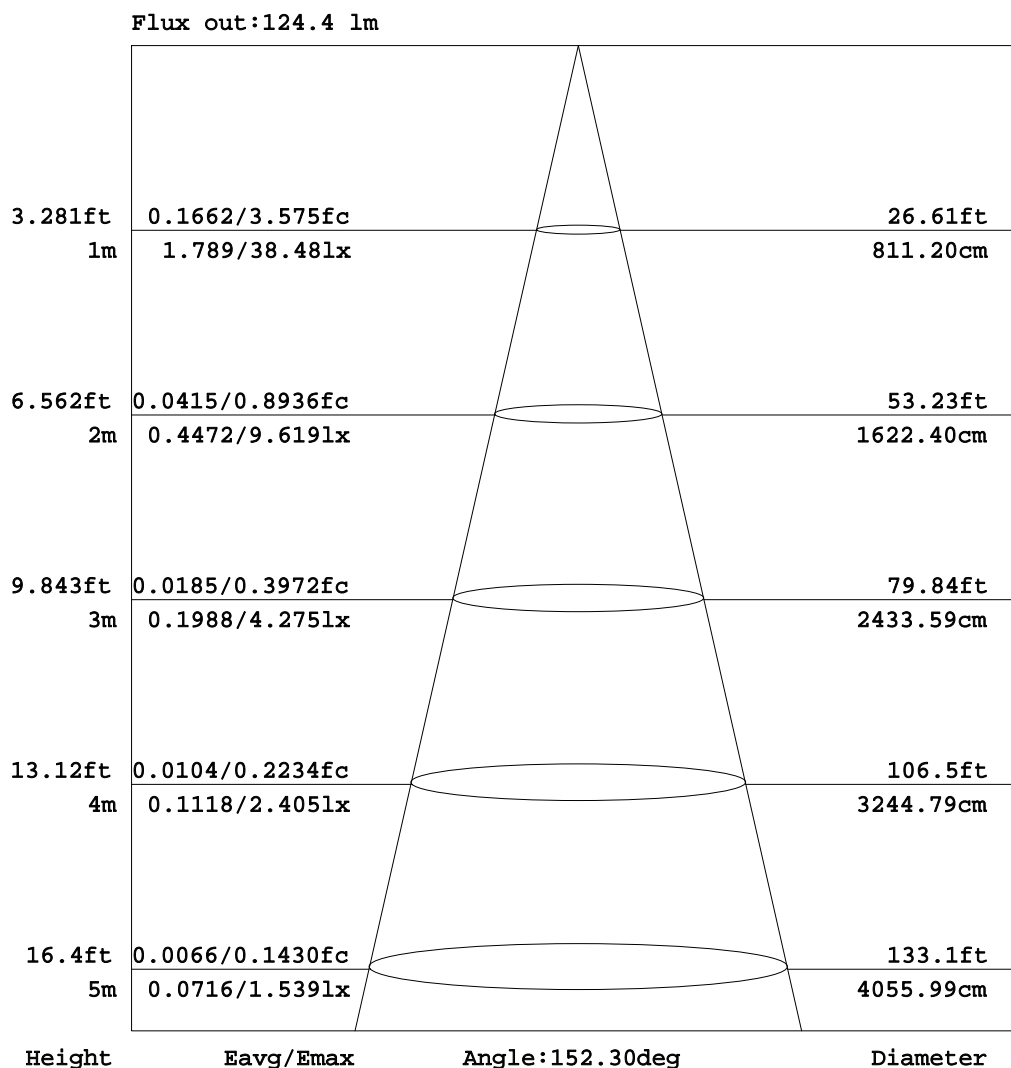 Flux out:124.4 lm
3.281ft 0.1662/3.575fc 26.61ft
1m 1.789/38.48lx 811.20cm
6.562ft 0.0415/0.8936fc 53.23ft
2m 0.4472/9.619lx 1622.40cm
9.843ft 0.0185/0.3972fc 79.84ft
3m 0.1988/4.275lx 2433.59cm
13.12ft 0.0104/0.2234fc 106.5ft
4m 0.1118/2.405lx 3244.79cm
16.4ft 0.0066/0.1430fc 133.1ft
5m 0.0716/1.539lx 4055.99cm
Height Eavg/Emax Angle:152.30deg Diameter